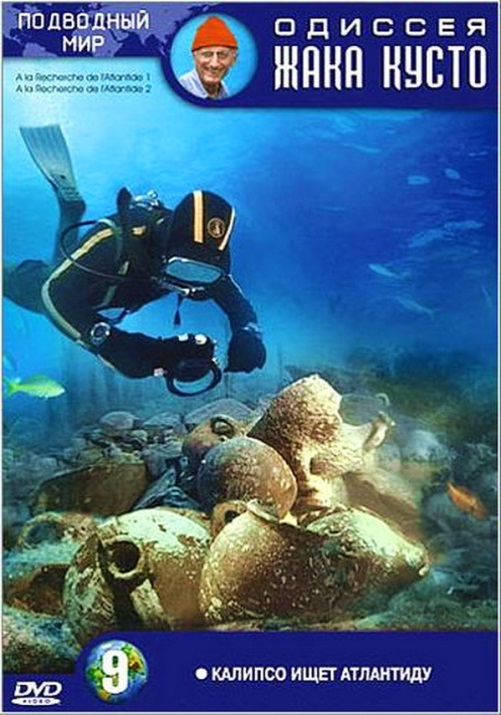 ПОДВОДНЫЙ
МИР
A la Recherche de l'Atlantide 1
A la Recherche de l'Atlantide 2
ОДИССЕЯ
ЖАКА КУСТО
9
DVD
VIDEO
• КАЛИПСО ИЩЕТ АТЛАНТИДУ